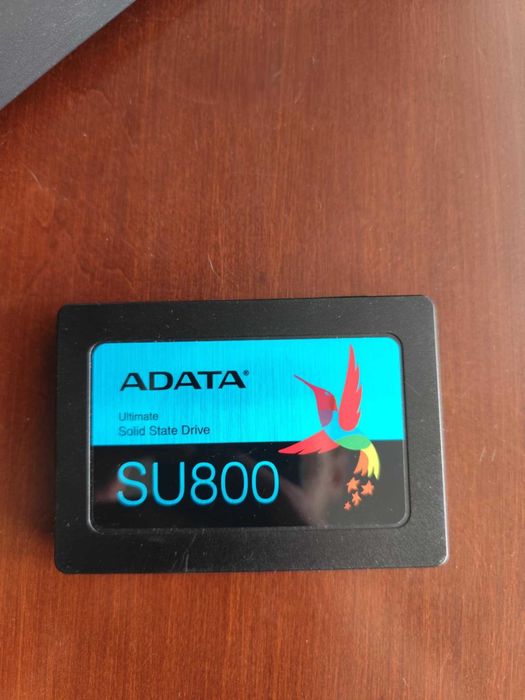 ADATA®
Ultimate
Solid State Drive
SU800